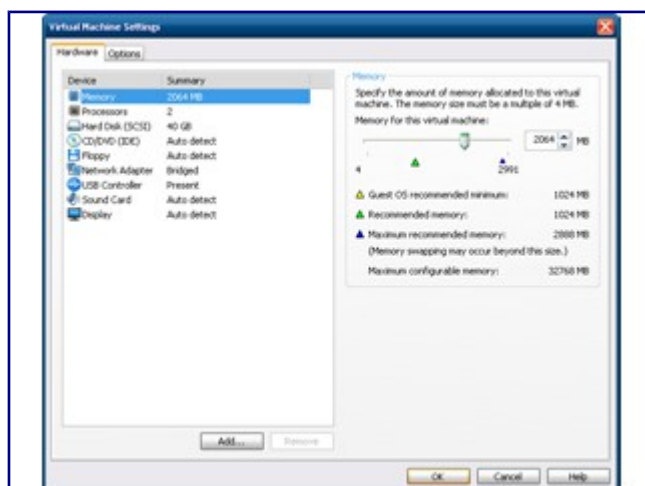 Virtual Machine Settings
Hardware Options
Device Summary
Memory 2064 MB
Processors 2
Hard Disk (SCSI) 40 GB
CD/DVD (IDE) Auto detect
Floppy Auto detect
Network Adapter Bridged
USB Controller Present
Sound Card Auto detect
Display Auto detect
Add... Remove
Memory
Specify the amount of memory allocated to this virtual
machine. The memory size must be a multiple of 4 MB.
Memory for this virtual machine:
2064 MB
4 2991
Guest OS recommended minimum: 1024 MB
Recommended memory: 1024 MB
Maximum recommended memory: 2888 MB
(Memory swapping may occur beyond this size.)
Maximum configurable memory: 32768 MB
OK Cancel Help